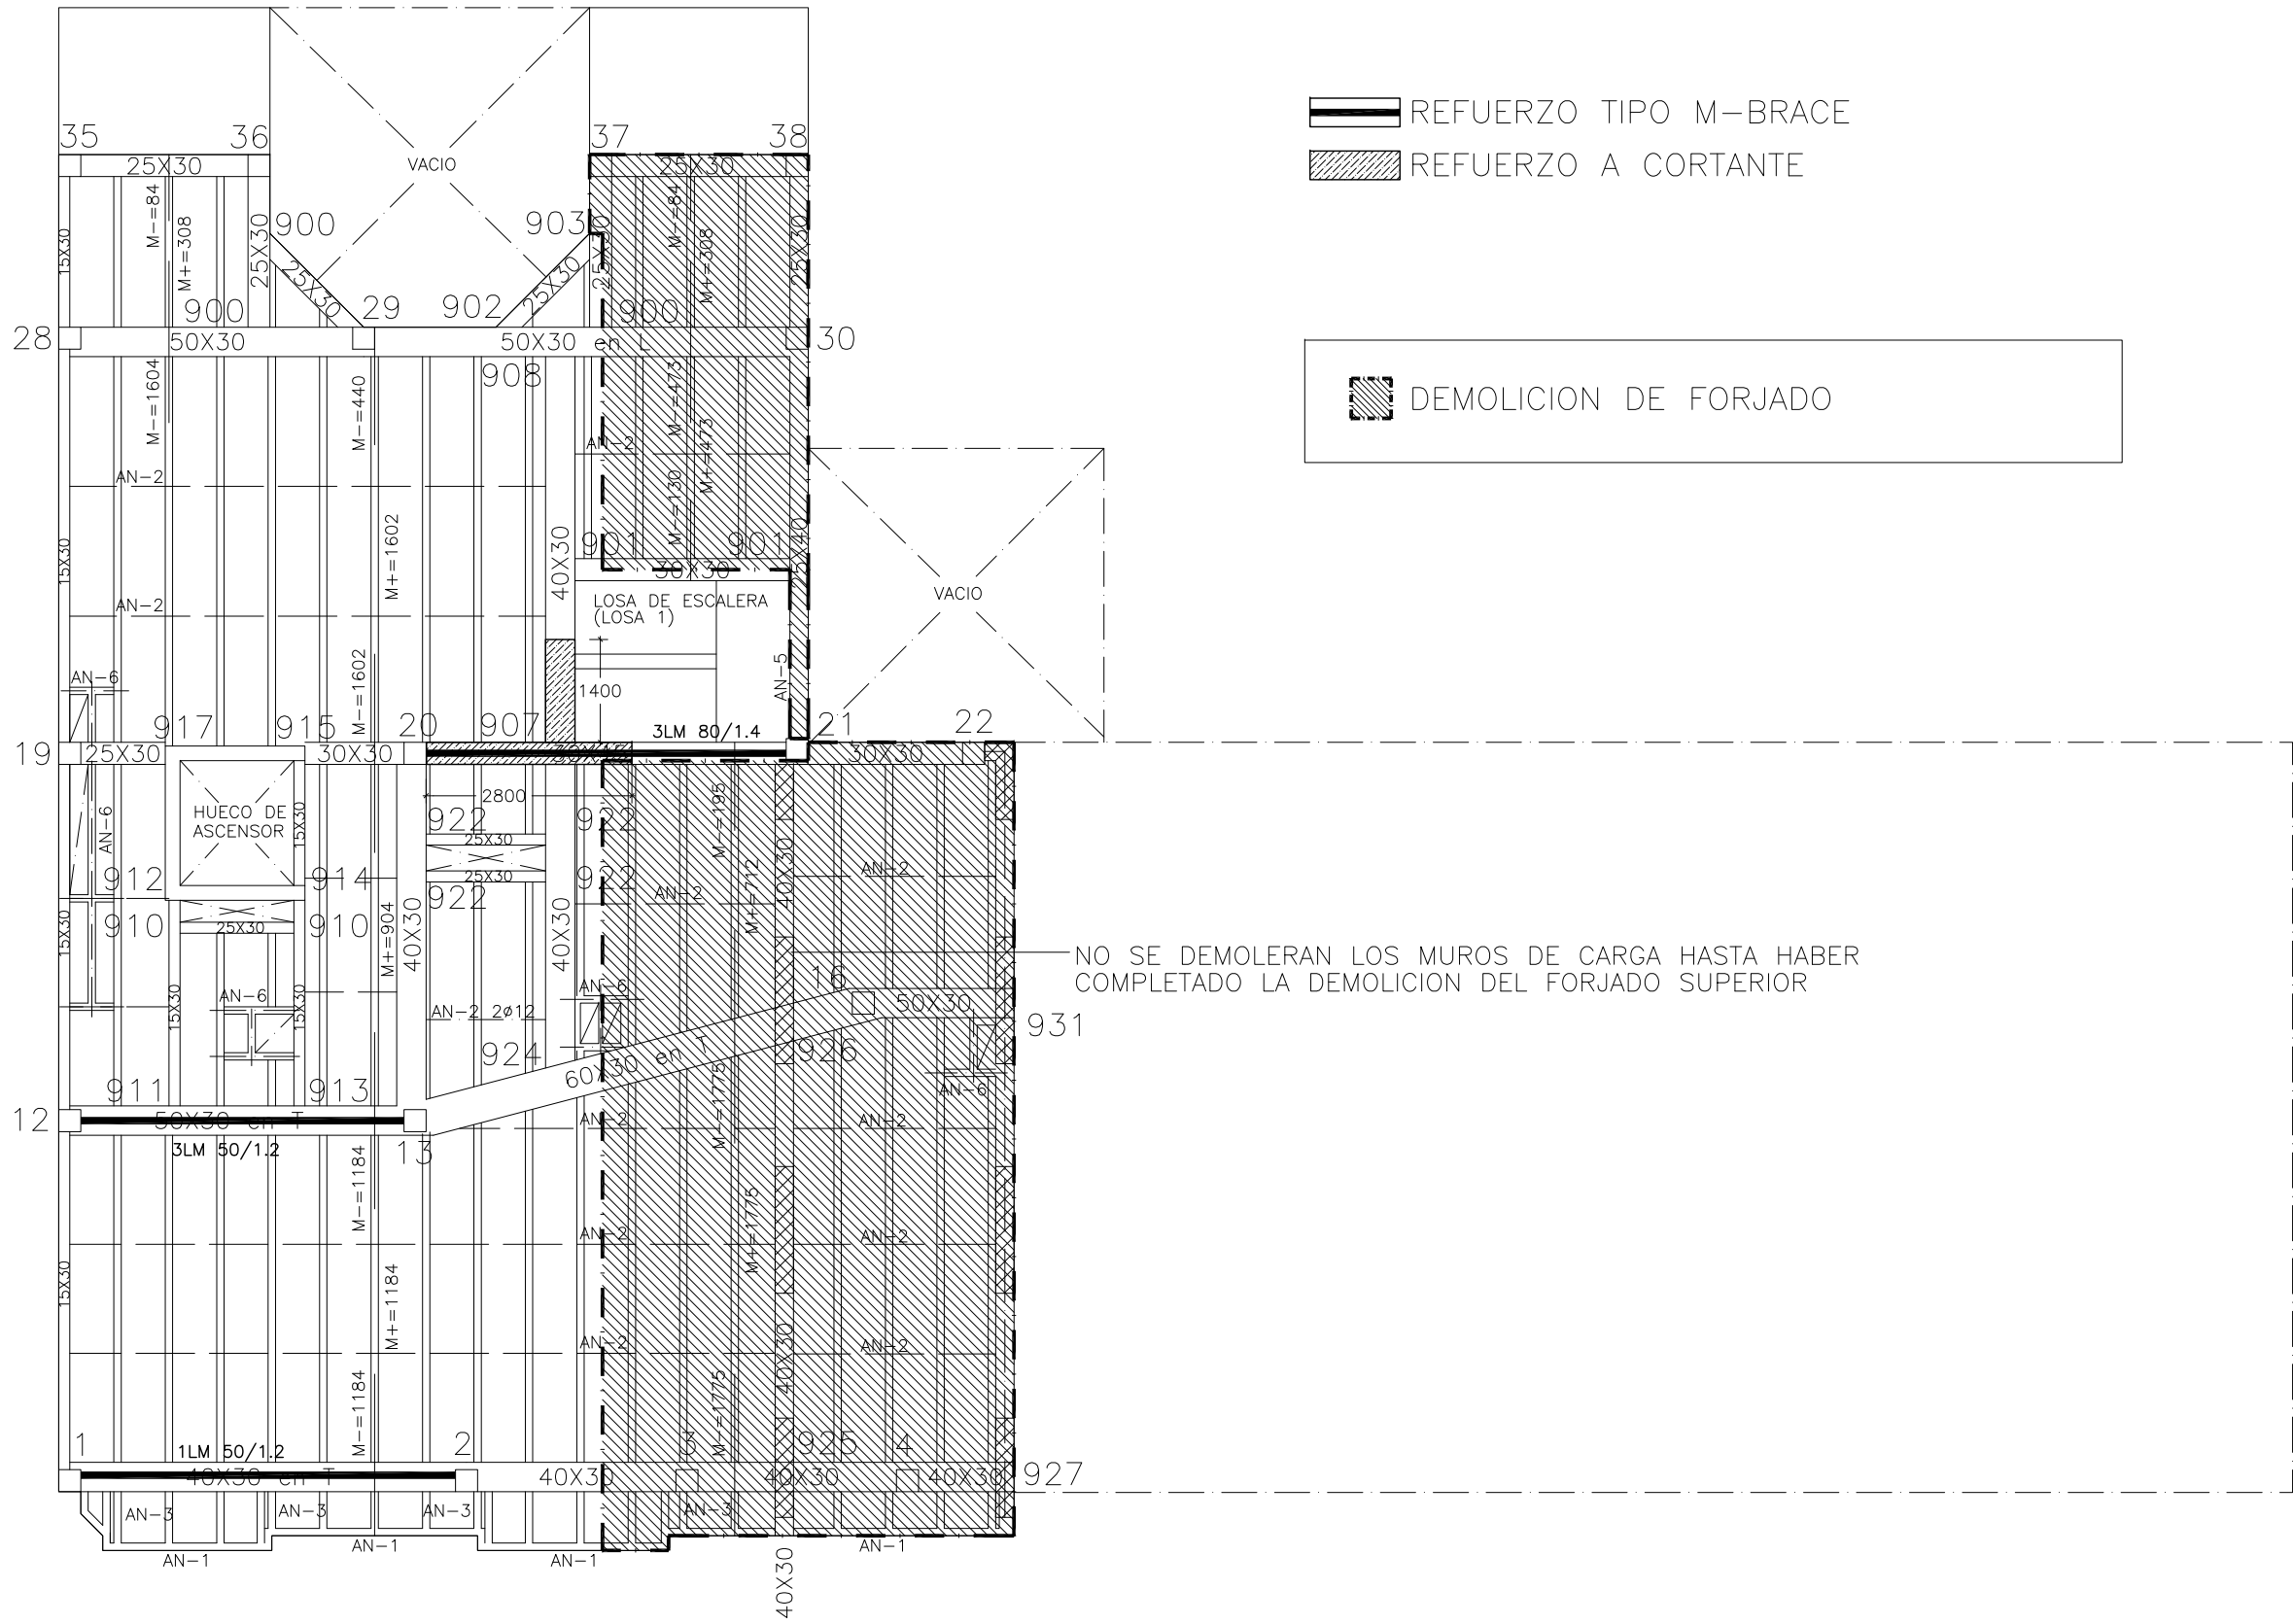 REFUERZO TIPO M-BRACE
REFUERZO A CORTANTE
35
36
37
38
25X30
25X30
VACIO
M-=84
M+=308
M-=84
M+=308
15X30
25X30
900
903
25X30
25X30
25X30
25X30
900
29
902
900
28
50X30
50X30 en L
30
DEMOLICION DE FORJADO
M-=1604
M-=440
908
M-=473
M+=473
AN-2
AN-2
M-=130
M+=1602
15X30
40X30
901
901
25X40
30X30
AN-2
LOSA DE ESCALERA
(LOSA 1)
VACIO
M-=1602
AN-6
AN-5
1400
917
915
20
907
3LM 80/1.4
21
22
19
25X30
30X30
30X45
30X30
2800
HUECO DE
ASCENSOR
15X30
AN-6
922
922
M-=195
25X30
25X30
40X30
912
914
922
922
M+=712
AN-2
AN-2
910
910
25X30
15X30
M+=904
40X30
40X30
NO SE DEMOLERAN LOS MUROS DE CARGA HASTA HABER
COMPLETADO LA DEMOLICION DEL FORJADO SUPERIOR
16
AN-6
AN-6
15X30
15X30
AN-2 2ø12
50X30
931
924
926
60X30 en T
M-=1775
AN-6
911
913
12
50X30 en T
AN-2
AN-2
3LM 50/1.2
13
M-=1184
M+=1775
AN-2
AN-2
15X30
M+=1184
AN-2
AN-2
40X30
M-=1184
M-=1775
1
1LM 50/1.2
2
3
925
4
40X30 en T
40X30
40X30
40X30
927
AN-3
AN-3
AN-3
AN-3
AN-1
AN-1
AN-1
AN-1
40X30